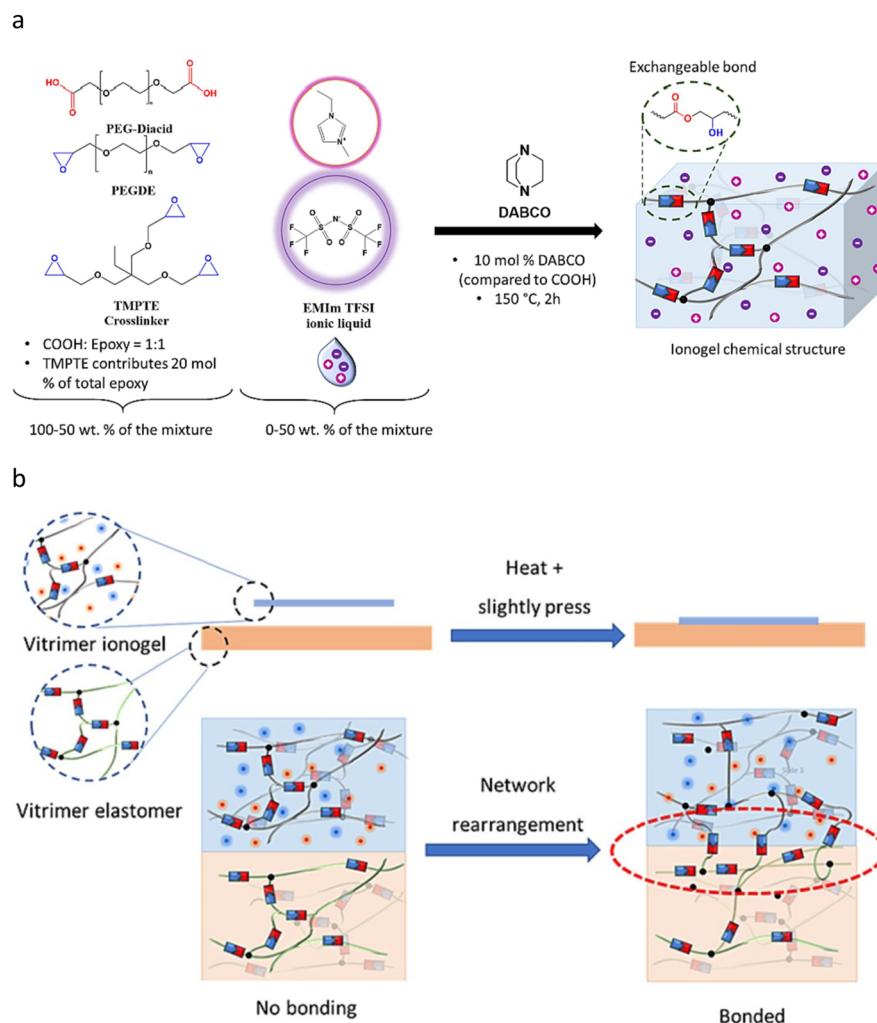 a
HO
O
O
n
O
O
OH
PEG-Diacid
O
O
n
O
O
PEGDE
O
O
O
O
O
O
TMPTE
Crosslinker
• COOH: Epoxy = 1:1
• TMPTE contributes 20 mol
% of total epoxy
100-50 wt. % of the mixture
N
N+
O
O
N-
O
O
F
S
S
F
F
F
F
F
EMIm TFSI
ionic liquid
0-50 wt. % of the mixture
N
N
DABCO
• 10 mol % DABCO
(compared to COOH)
• 150 °C, 2h
Exchangeable bond
O
O
OH
Ionogel chemical structure
b
Vitrimer ionogel
Heat +
slightly press
Vitrimer elastomer
Network
rearrangement
No bonding
Bonded